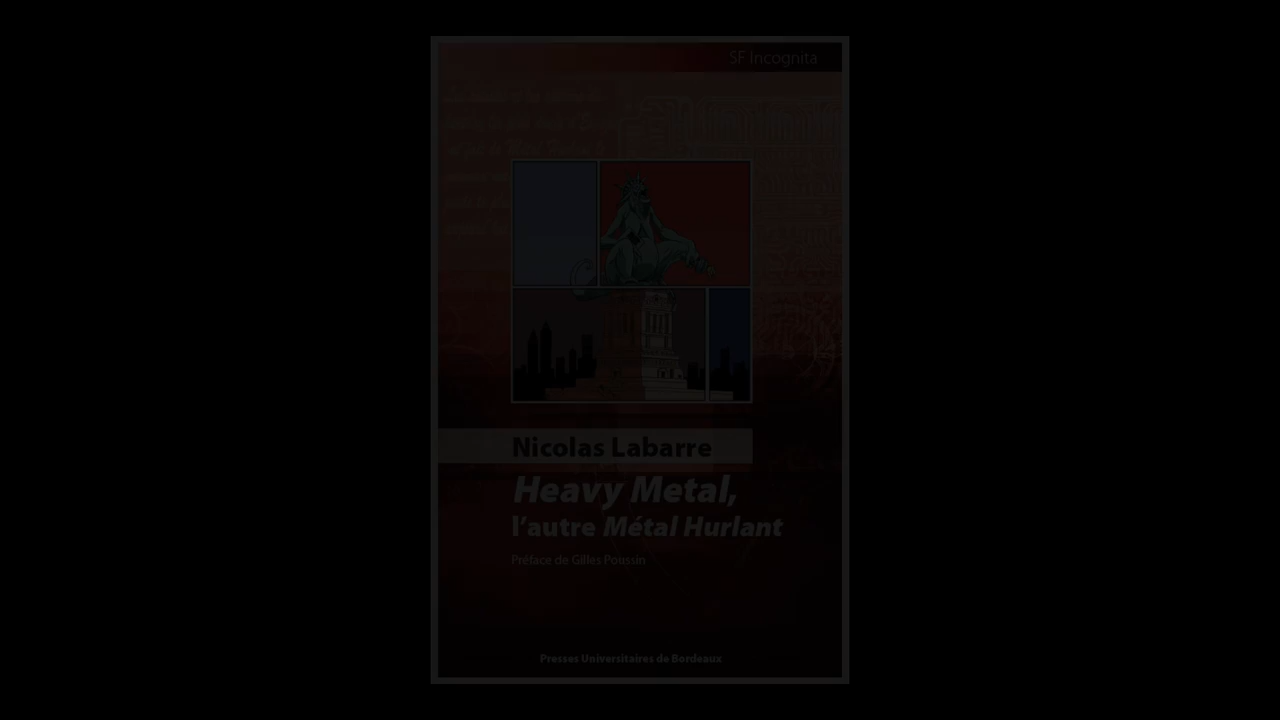 SF Incognita
Nicolas Labarre
Heavy Metal,
l'autre Métal Hurlant
Préface de Gilles Poussin
Presses Universitaires de Bordeaux